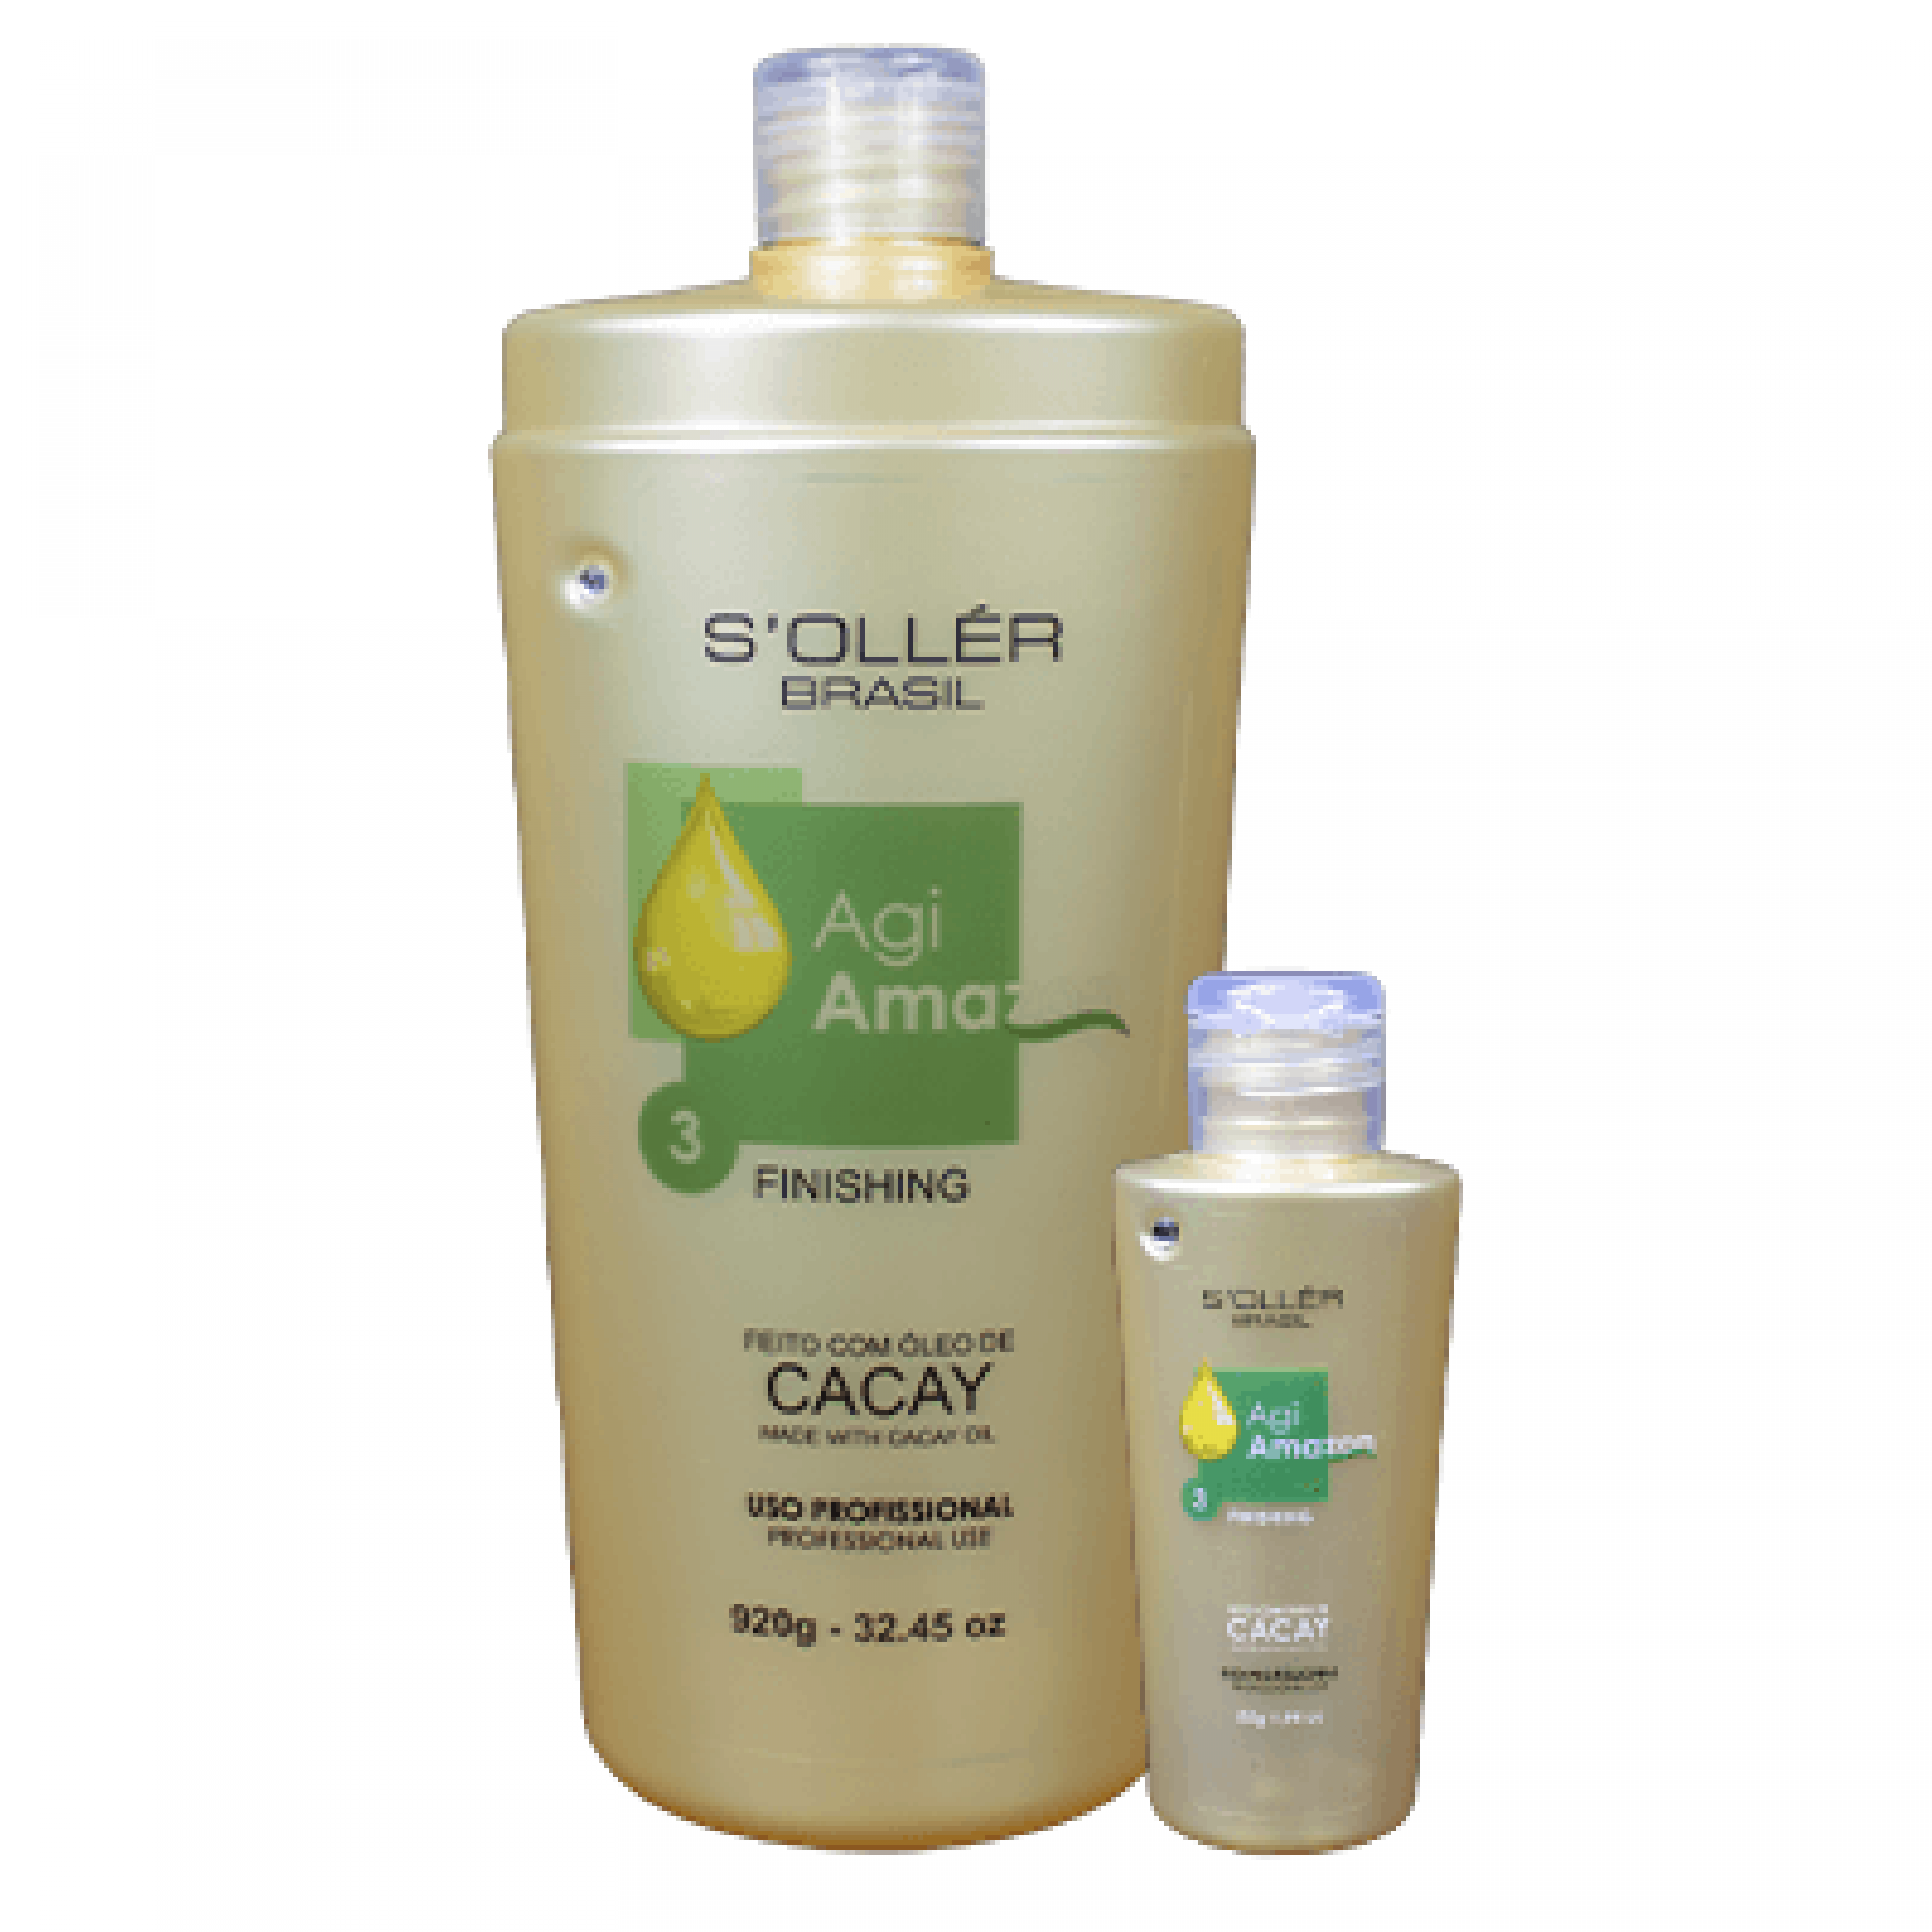 S'OLLÉR
BRASIL
Agi
Amaz
3
FINISHING
FEITO COM ÓLEO DE
CACAY
MADE WITH CACAY OIL
USO PROFISSIONAL
PROFESSIONAL USE
920g - 32.45 oz
S'OLLÉR
BRASIL
Agi
Amazon
3
FINISHING
CACAY